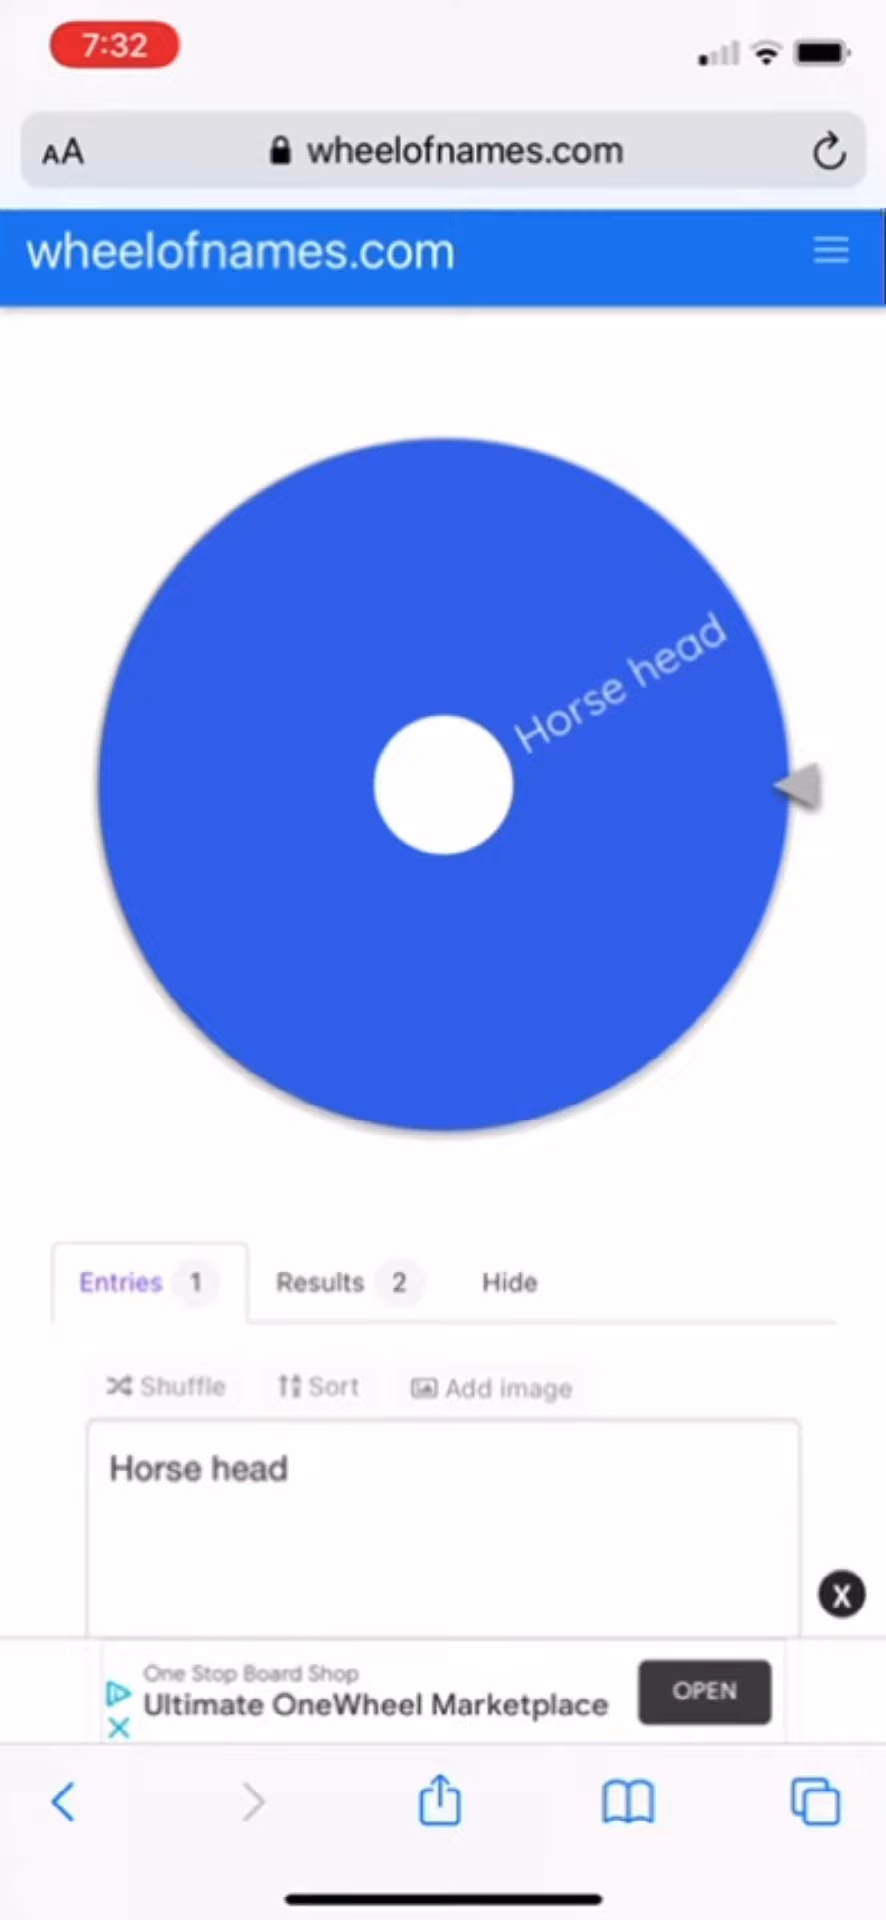 7:32
AA wheelofnames.com
wheelofnames.com
Horse head
Entries 1 Results 2 Hide
Shuffle Sort Add image
Horse head
X
One Stop Board Shop
Ultimate OneWheel Marketplace
OPEN